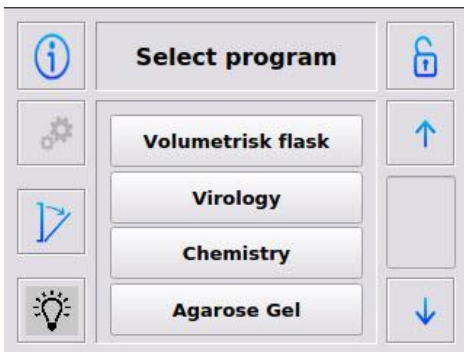 Select program
Volumetrisk flask
Virology
Chemistry
Agarose Gel